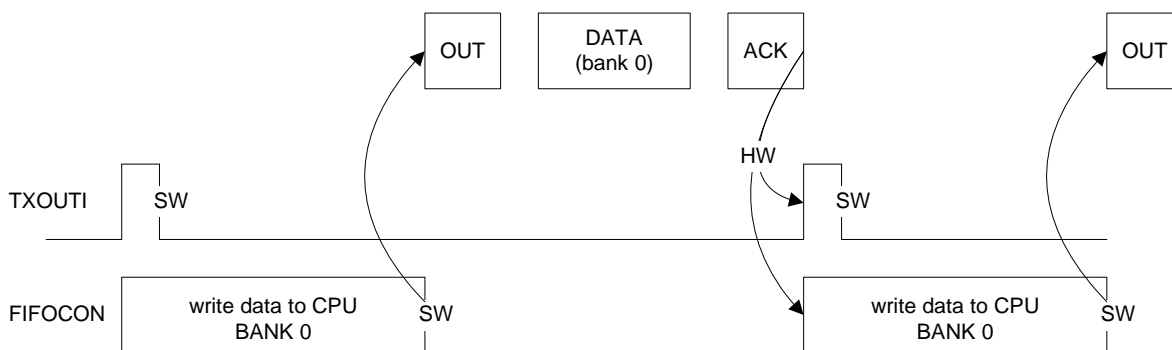 OUT DATA (bank 0) ACK OUT
HW
TXOUTI SW SW
FIFOCON write data to CPU BANK 0 SW write data to CPU BANK 0 SW